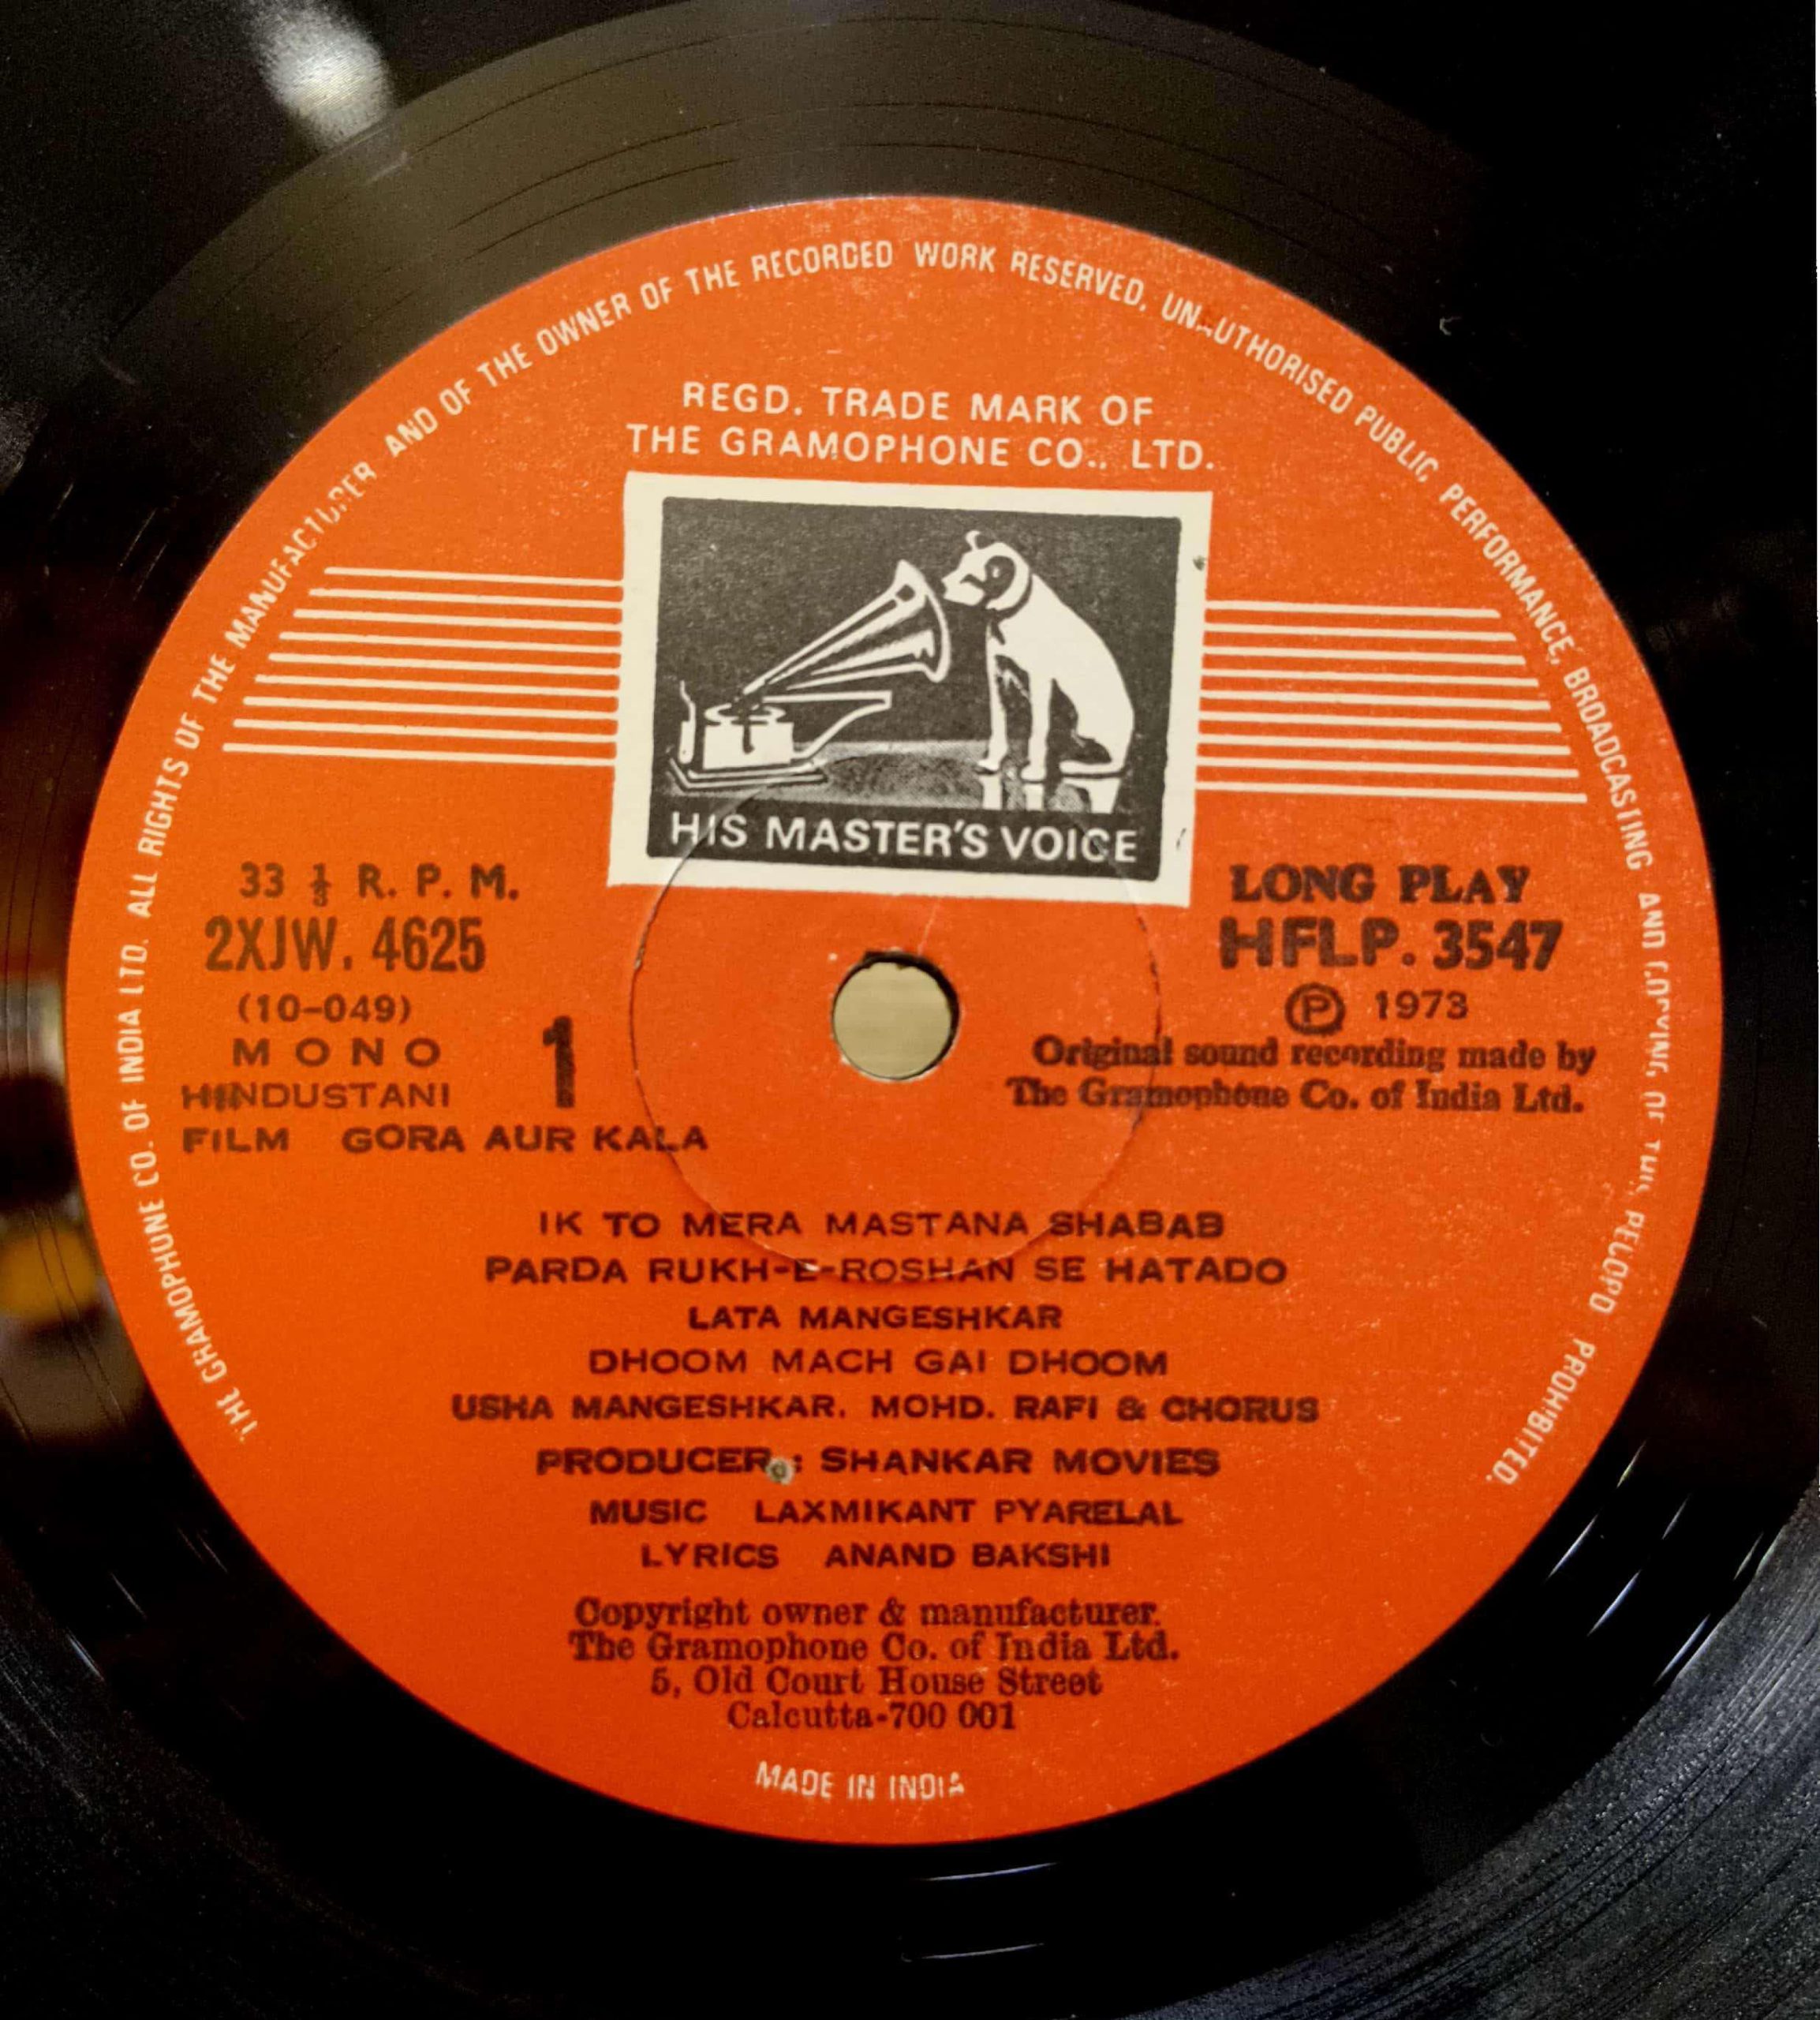 THE GRAMOPHONE CO. OF INDIA LTD. ALL RIGHTS OF THE MANUFACTURER AND OF THE OWNER OF THE RECORDED WORK RESERVED, UNAUTHORISED PUBLIC PERFORMANCE, BROADCASTING AND COPYING OF THE RECORD PROHIBITED.
REGD. TRADE MARK OF
THE GRAMOPHONE CO., LTD.
HIS MASTER'S VOICE
33 ⅓ R. P. M.
2XJW. 4625
(10-049)
MONO
HINDUSTANI
1
LONG PLAY
HFLP. 3547
Ⓟ 1973
Original sound recording made by
The Gramophone Co. of India Ltd.
FILM GORA AUR KALA
IK TO MERA MASTANA SHABAB
PARDA RUKH-E-ROSHAN SE HATADO
LATA MANGESHKAR
DHOOM MACH GAI DHOOM
USHA MANGESHKAR. MOHD. RAFI & CHORUS
PRODUCER : SHANKAR MOVIES
MUSIC LAXMIKANT PYARELAL
LYRICS ANAND BAKSHI
Copyright owner & manufacturer.
The Gramophone Co. of India Ltd.
5, Old Court House Street
Calcutta-700 001
MADE IN INDIA